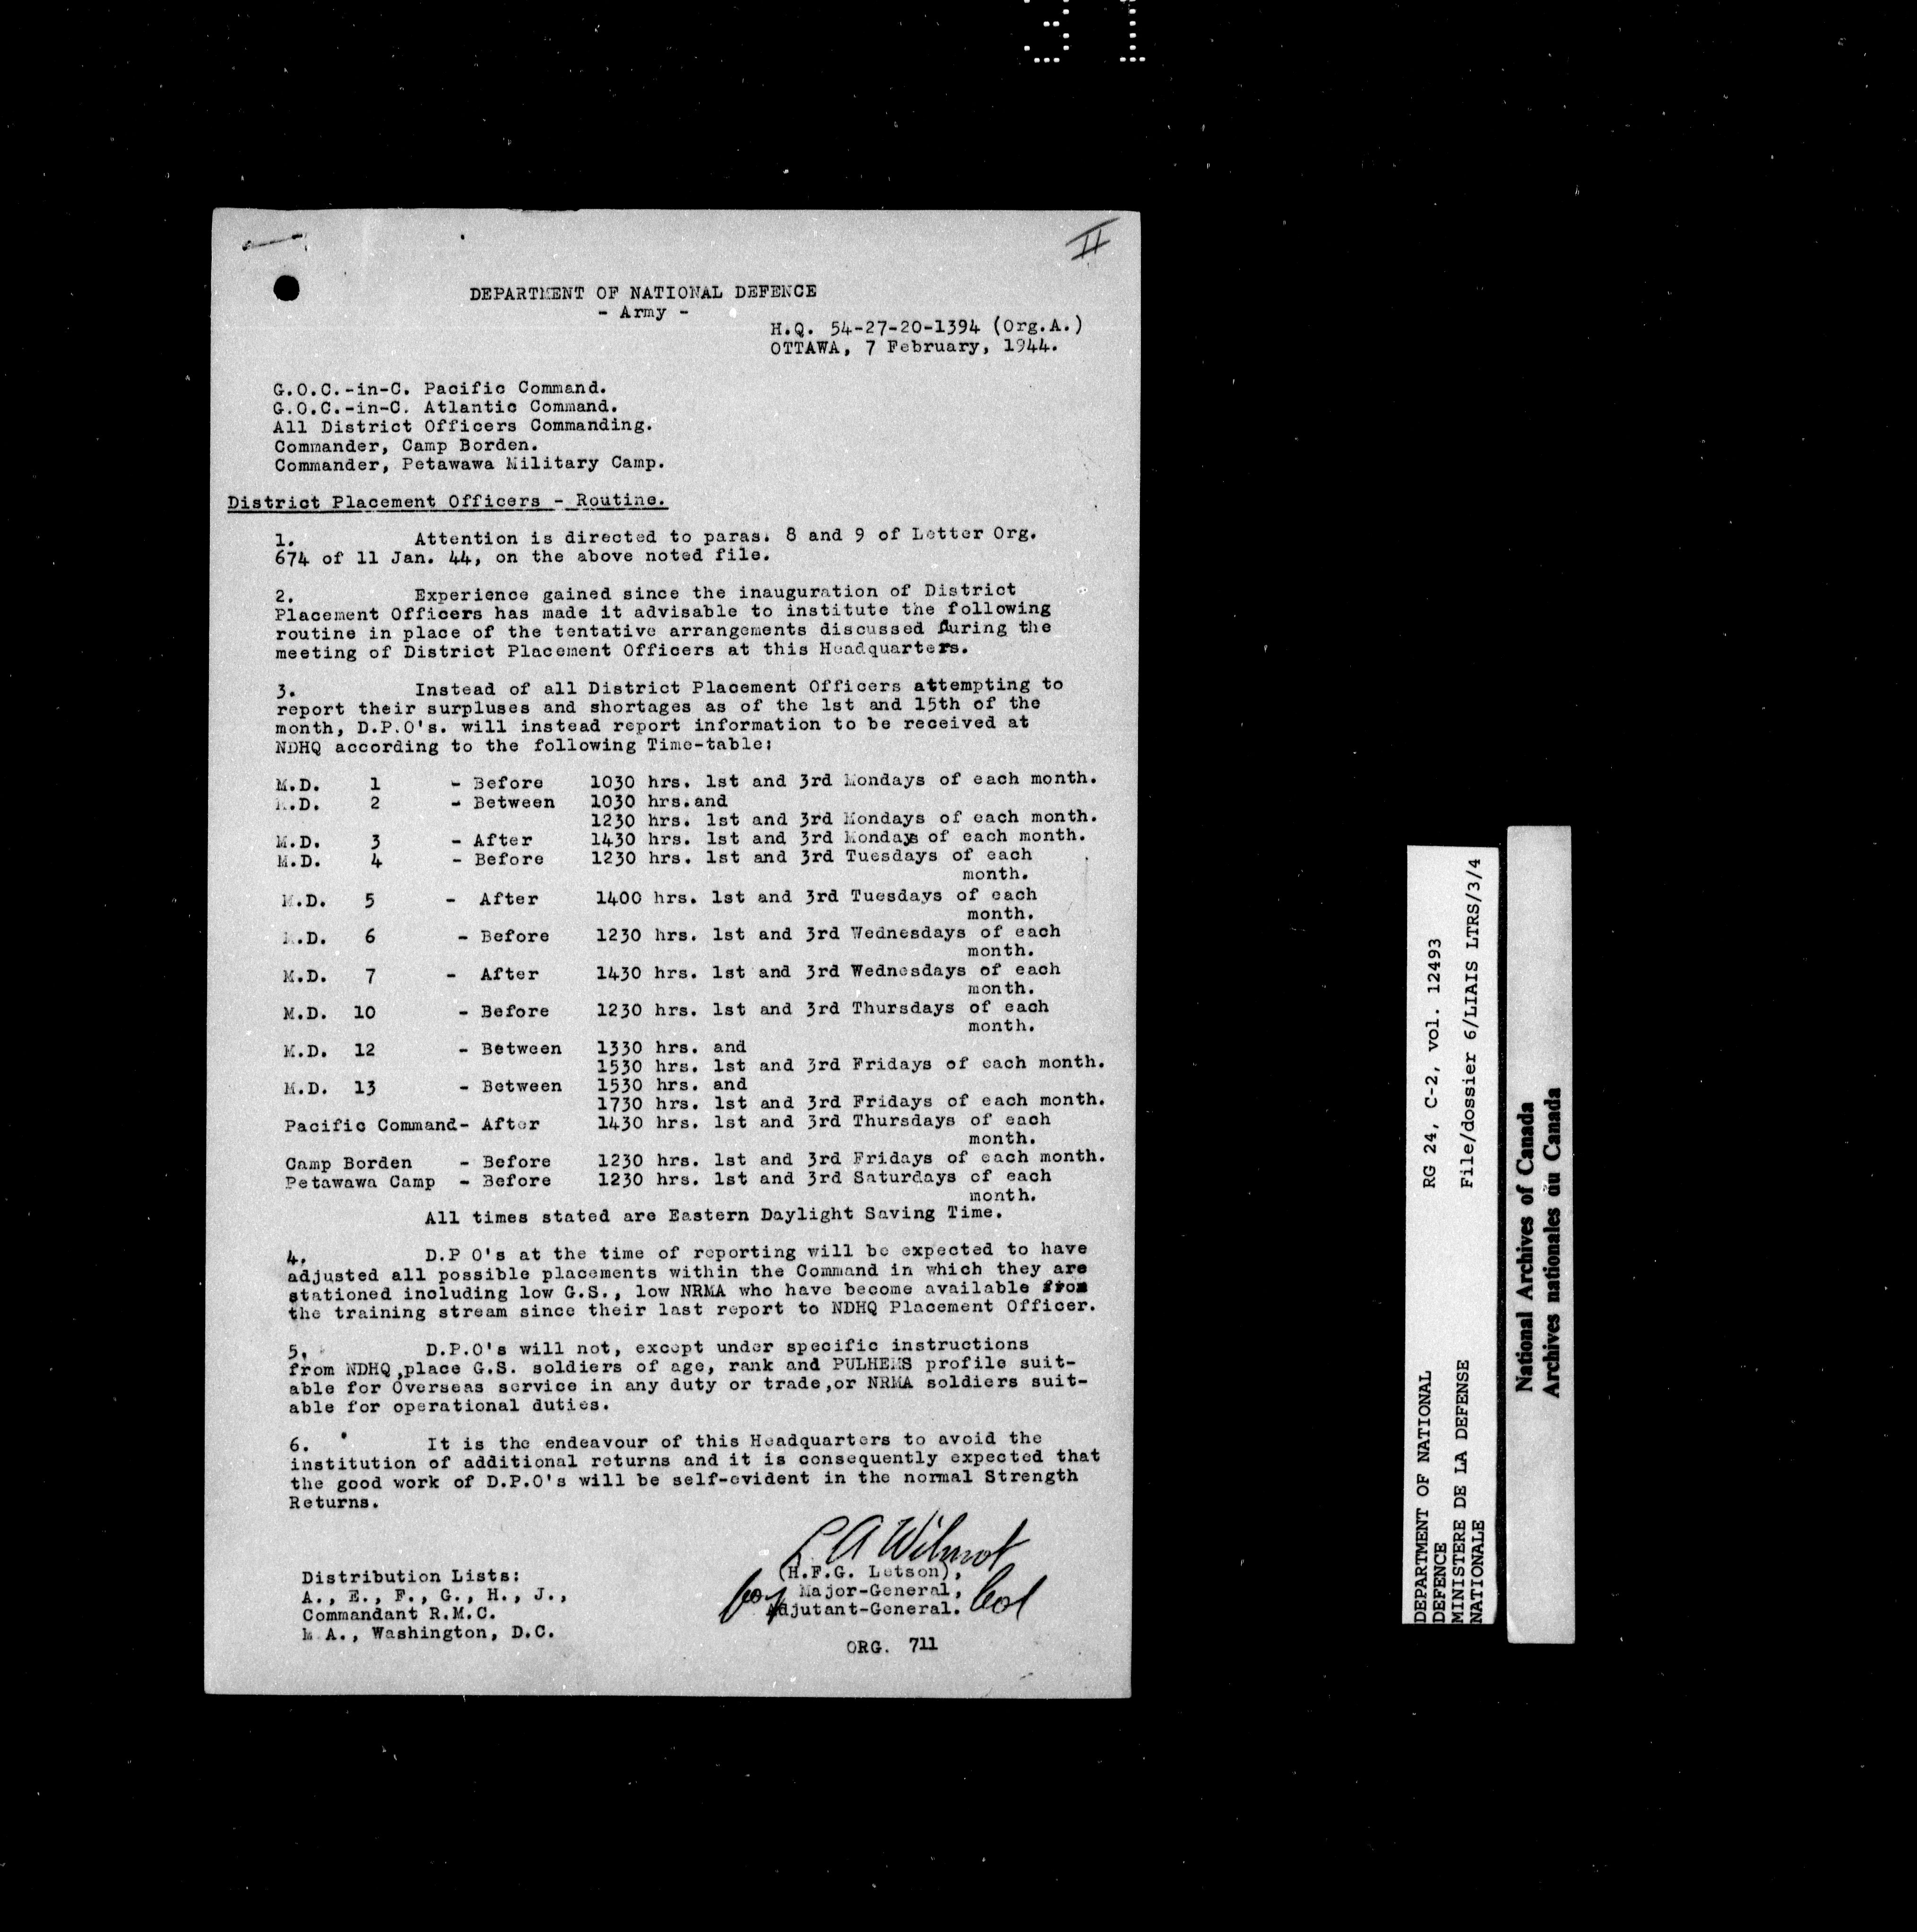 31
II
DEPARTMENT OF NATIONAL DEFENCE
- Army -
H.Q. 54-27-20-1394 (Org.A.)
OTTAWA, 7 February, 1944.
G.O.C.-in-C. Pacific Command.
G.O.C.-in-C. Atlantic Command.
All District Officers Commanding.
Commander, Camp Borden.
Commander, Petawawa Military Camp.
District Placement Officers - Routine.
1. Attention is directed to paras. 8 and 9 of Letter Org.
674 of 11 Jan. 44, on the above noted file.
2. Experience gained since the inauguration of District
Placement Officers has made it advisable to institute the following
routine in place of the tentative arrangements discussed during the
meeting of District Placement Officers at this Headquarters.
3. Instead of all District Placement Officers attempting to
report their surpluses and shortages as of the 1st and 15th of the
month, D.P.O's. will instead report information to be received at
NDHQ according to the following Time-table:
M.D. 1 - Before 1030 hrs. 1st and 3rd Mondays of each month.
M.D. 2 - Between 1030 hrs.and
1230 hrs. 1st and 3rd Mondays of each month.
M.D. 3 - After 1430 hrs. 1st and 3rd Mondays of each month.
M.D. 4 - Before 1230 hrs. 1st and 3rd Tuesdays of each
month.
M.D. 5 - After 1400 hrs. 1st and 3rd Tuesdays of each
month.
M.D. 6 - Before 1230 hrs. 1st and 3rd Wednesdays of each
month.
M.D. 7 - After 1430 hrs. 1st and 3rd Wednesdays of each
month.
M.D. 10 - Before 1230 hrs. 1st and 3rd Thursdays of each
month.
M.D. 12 - Between 1330 hrs. and
1530 hrs. 1st and 3rd Fridays of each month.
M.D. 13 - Between 1530 hrs. and
1730 hrs. 1st and 3rd Fridays of each month.
Pacific Command- After 1430 hrs. 1st and 3rd Thursdays of each
month.
Camp Borden - Before 1230 hrs. 1st and 3rd Fridays of each month.
Petawawa Camp - Before 1230 hrs. 1st and 3rd Saturdays of each
month.
All times stated are Eastern Daylight Saving Time.
4. D.P O's at the time of reporting will be expected to have
adjusted all possible placements within the Command in which they are
stationed including low G.S., low NRMA who have become available from
the training stream since their last report to NDHQ Placement Officer.
5. D.P.O's will not, except under specific instructions
from NDHQ,place G.S. soldiers of age, rank and PULHEMS profile suit-
able for Overseas service in any duty or trade,or NRMA soldiers suit-
able for operational duties.
6. It is the endeavour of this Headquarters to avoid the
institution of additional returns and it is consequently expected that
the good work of D.P.O's will be self-evident in the normal Strength
Returns.
L A Wilmot
(H.F.G. Letson),
for Major-General, Col
Adjutant-General.
Distribution Lists:
A., E., F., G., H., J.,
Commandant R.M.C.
M A., Washington, D.C.
ORG. 711
DEPARTMENT OF NATIONAL
DEFENCE
MINISTERE DE LA DEFENSE
NATIONALE
RG 24, C-2, vol. 12493
File/dossier 6/LIAIS LTRS/3/4
National Archives of Canada
Archives nationales du Canada